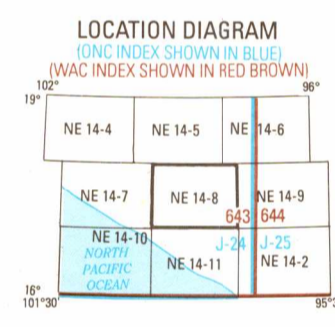 LOCATION DIAGRAM
(ONC INDEX SHOWN IN BLUE)
(WAC INDEX SHOWN IN RED BROWN)
102° 96°
19°
NE 14-4 NE 14-5 NE 14-6
NE 14-7 NE 14-8 NE 14-9
643 644
NE 14-10 J-24 J-25
NORTH
PACIFIC
OCEAN
NE 14-11 NE 14-2
16°
101°30' 95°3